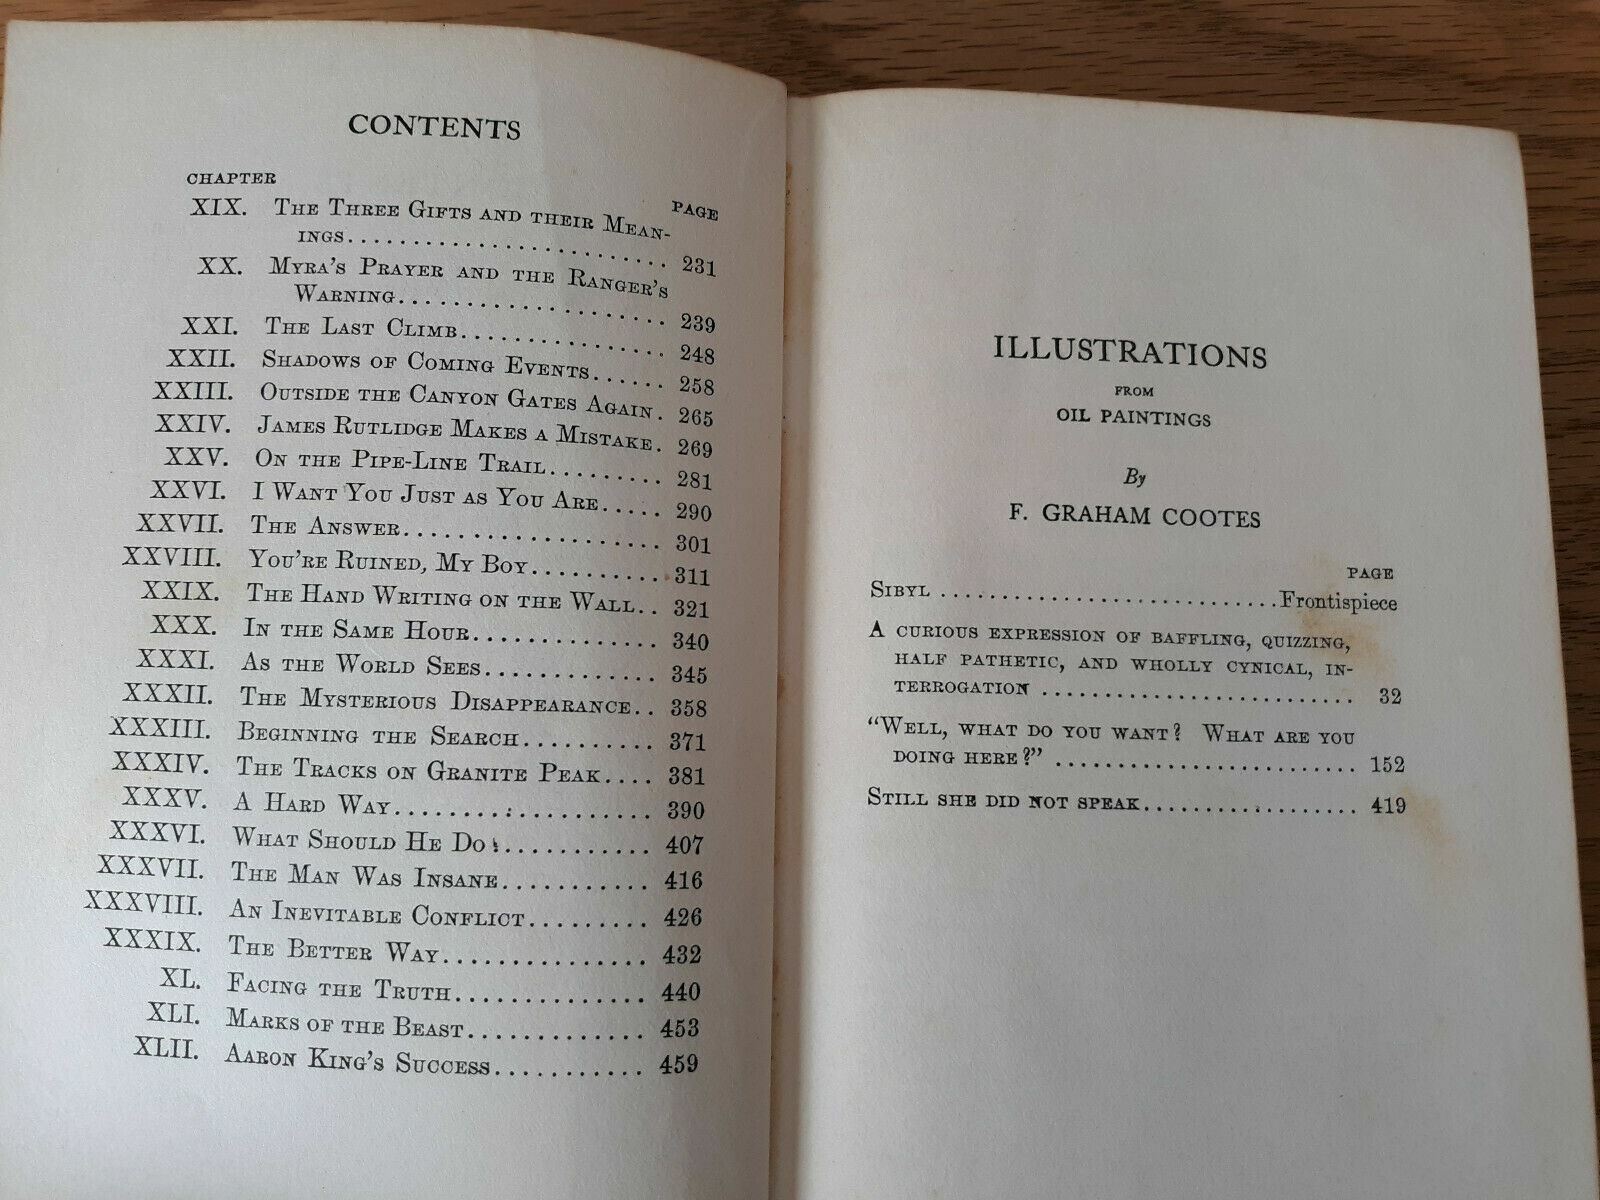 CONTENTS
CHAPTER
PAGE
XIX. The Three Gifts and their Mean-
ings........................ 231
XX. Myra's Prayer and the Ranger's
Warning.................... 239
XXI. The Last Climb................ 248
XXII. Shadows of Coming Events...... 258
XXIII. Outside the Canyon Gates Again. 265
XXIV. James Rutlidge Makes a Mistake. 269
XXV. On the Pipe-Line Trail......... 281
XXVI. I Want You Just as You Are..... 290
XXVII. The Answer.................... 301
XXVIII. You're Ruined, My Boy.......... 311
XXIX. The Hand Writing on the Wall.. 321
XXX. In the Same Hour............... 340
XXXI. As the World Sees.............. 345
XXXII. The Mysterious Disappearance.. 358
XXXIII. Beginning the Search........... 371
XXXIV. The Tracks on Granite Peak.... 381
XXXV. A Hard Way.................... 390
XXXVI. What Should He Do............ 407
XXXVII. The Man Was Insane........... 416
XXXVIII. An Inevitable Conflict......... 426
XXXIX. The Better Way................ 432
XL. Facing the Truth............... 440
XLI. Marks of the Beast.............. 453
XLII. Aaron King's Success............ 459
ILLUSTRATIONS
FROM
OIL PAINTINGS
By
F. GRAHAM COOTES
PAGE
Sibyl ............................Frontispiece
A curious expression of baffling, quizzing,
half pathetic, and wholly cynical, in-
terrogation ......................... 32
"Well, what do you want? What are you
doing here?" ........................ 152
Still she did not speak.................. 419